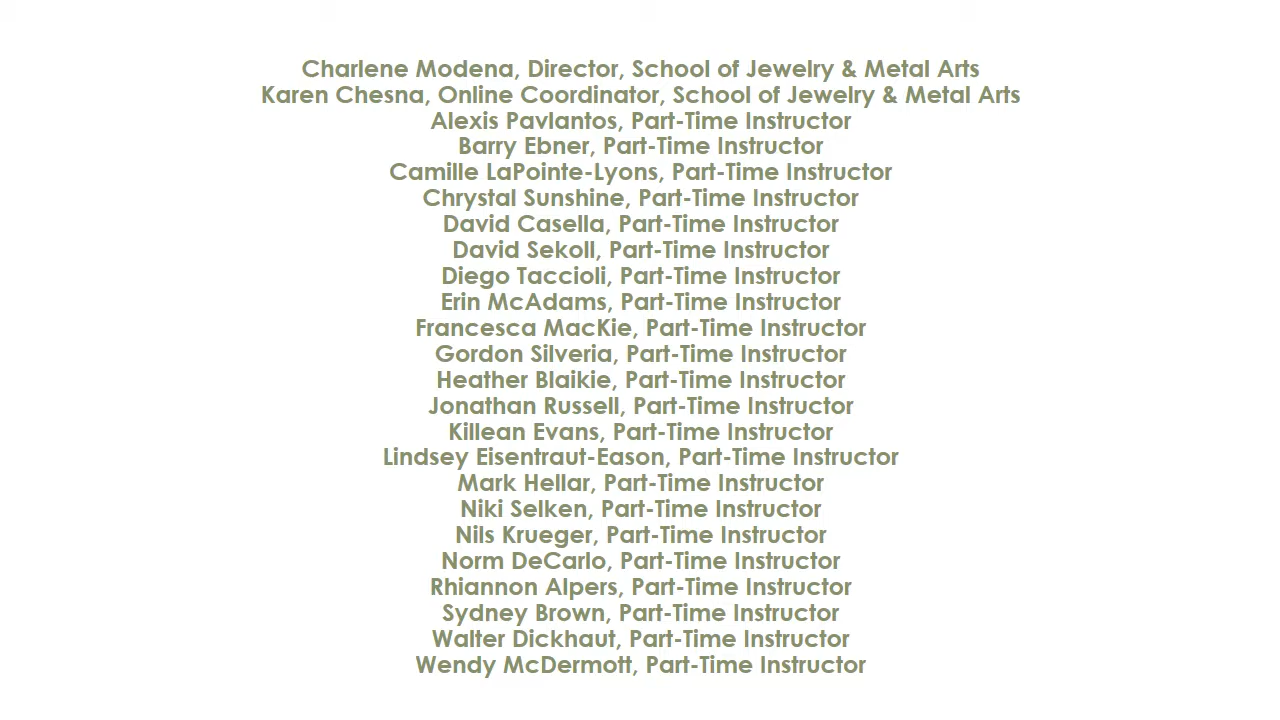 Charlene Modena, Director, School of Jewelry & Metal Arts
Karen Chesna, Online Coordinator, School of Jewelry & Metal Arts
Alexis Pavlantos, Part-Time Instructor
Barry Ebner, Part-Time Instructor
Camille LaPointe-Lyons, Part-Time Instructor
Chrystal Sunshine, Part-Time Instructor
David Casella, Part-Time Instructor
David Sekoll, Part-Time Instructor
Diego Taccioli, Part-Time Instructor
Erin McAdams, Part-Time Instructor
Francesca MacKie, Part-Time Instructor
Gordon Silveria, Part-Time Instructor
Heather Blaikie, Part-Time Instructor
Jonathan Russell, Part-Time Instructor
Killean Evans, Part-Time Instructor
Lindsey Eisentraut-Eason, Part-Time Instructor
Mark Hellar, Part-Time Instructor
Niki Selken, Part-Time Instructor
Nils Krueger, Part-Time Instructor
Norm DeCarlo, Part-Time Instructor
Rhiannon Alpers, Part-Time Instructor
Sydney Brown, Part-Time Instructor
Walter Dickhaut, Part-Time Instructor
Wendy McDermott, Part-Time Instructor